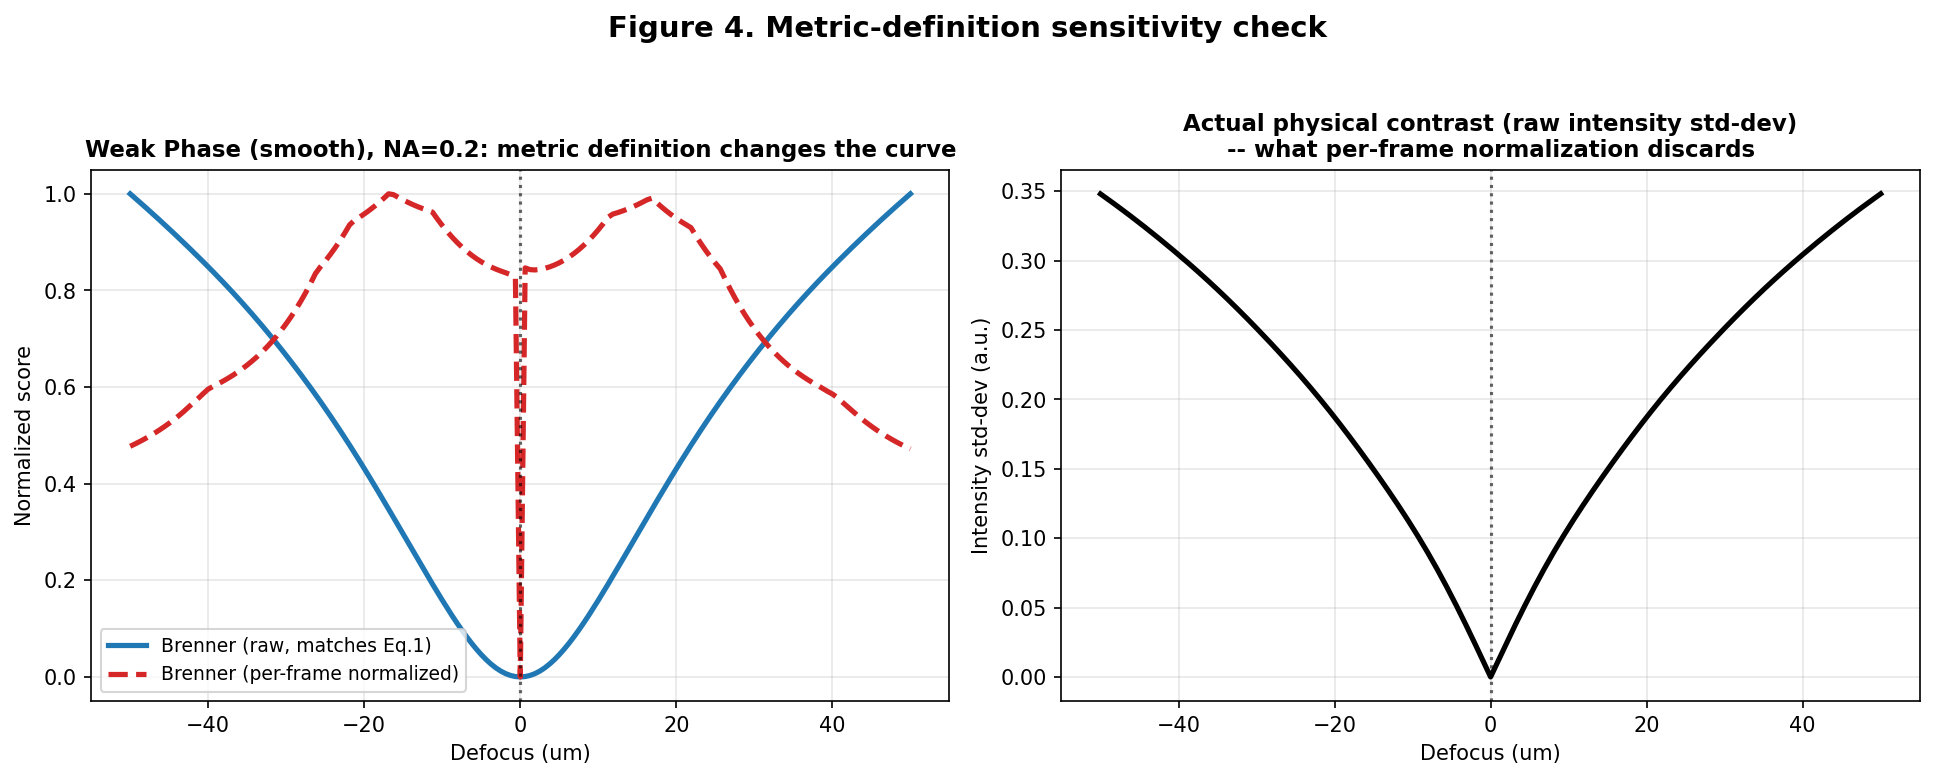 Figure 4. Metric-definition sensitivity check
Weak Phase (smooth), NA=0.2: metric definition changes the curve
Normalized score
1.0
0.8
0.6
0.4
0.2
0.0
Brenner (raw, matches Eq.1)
Brenner (per-frame normalized)
−40
−20
0
20
40
Defocus (um)
Actual physical contrast (raw intensity std-dev)
-- what per-frame normalization discards
Intensity std-dev (a.u.)
0.35
0.30
0.25
0.20
0.15
0.10
0.05
0.00
−40
−20
0
20
40
Defocus (um)